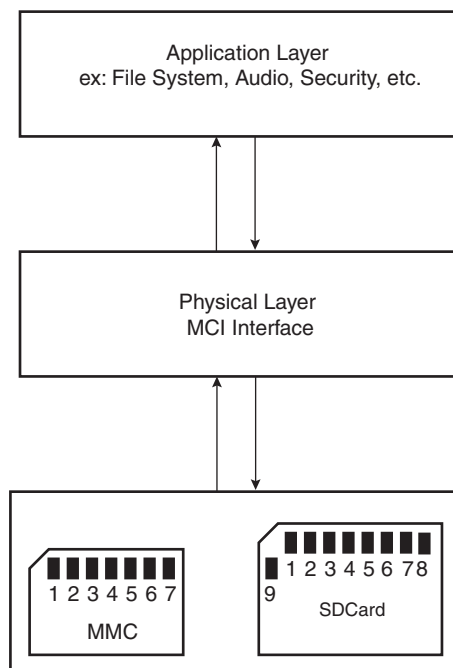 Application Layer
ex: File System, Audio, Security, etc.
Physical Layer
MCI Interface
1 2 3 4 5 6 7
MMC
1 2 3 4 5 6 7 8
9
SDCard